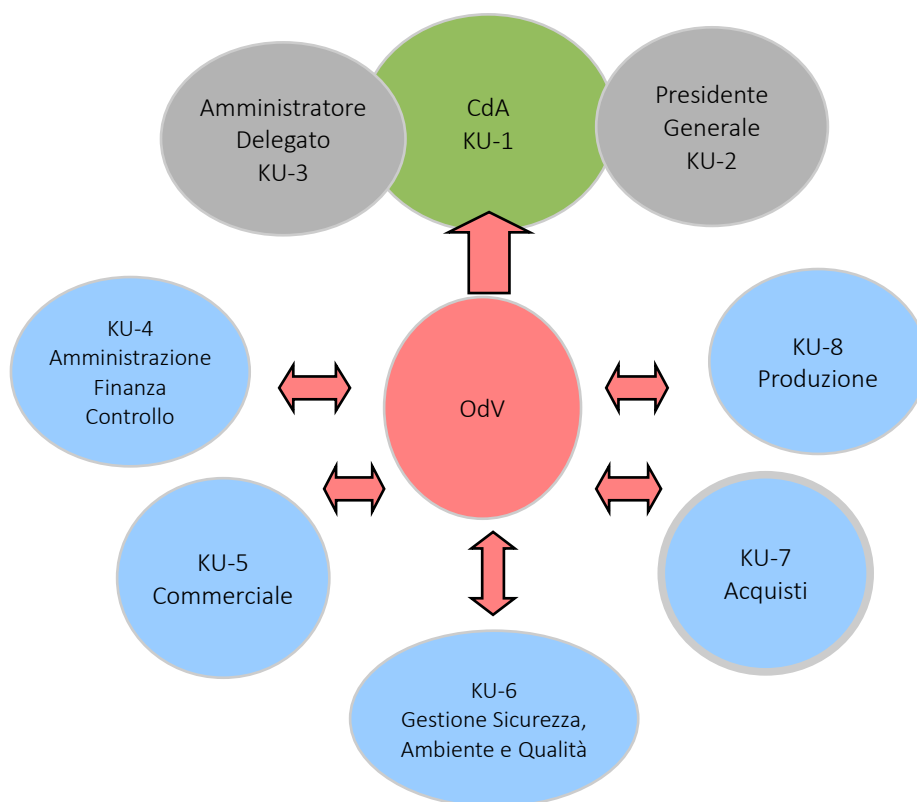 Amministratore
Delegato
KU-3
CdA
KU-1
Presidente
Generale
KU-2
KU-4
Amministrazione
Finanza
Controllo
OdV
KU-8
Produzione
KU-5
Commerciale
KU-7
Acquisti
KU-6
Gestione Sicurezza,
Ambiente e Qualità